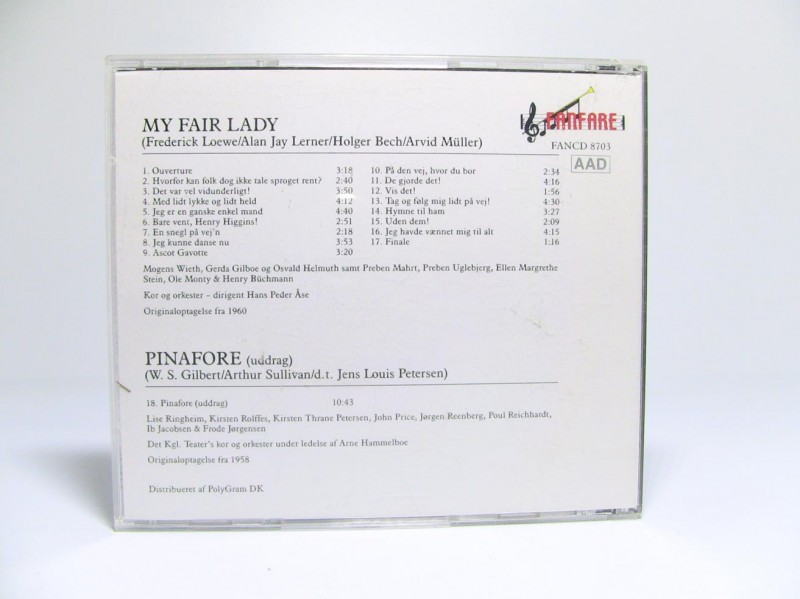 MY FAIR LADY
(Frederick Loewe/Alan Jay Lerner/Holger Bech/Arvid Müller)
FANFARE
FANCD 8703
AAD
1. Ouverture 3:18
2. Hvorfor kan folk dog ikke tale sproget rent? 2:40
3. Det var vel vidunderligt! 3:50
4. Med lidt lykke og lidt held 4:12
5. Jeg er en ganske enkel mand 4:40
6. Bare vent, Henry Higgins! 2:51
7. En snegl på vej'n 2:18
8. Jeg kunne danse nu 3:53
9. Ascot Gavotte 3:20
10. På den vej, hvor du bor 2:34
11. De gjorde det! 4:16
12. Vis det! 1:56
13. Tag og følg mig lidt på vej! 4:30
14. Hymne til ham 3:27
15. Uden dem! 2:09
16. Jeg havde vænnet mig til alt 4:15
17. Finale 1:16
Mogens Wieth, Gerda Gilboe og Osvald Helmuth samt Preben Mahrt, Preben Uglebjerg, Ellen Margrethe
Stein, Ole Monty & Henry Büchmann
Kor og orkester – dirigent Hans Peder Åse
Originaloptagelse fra 1960
PINAFORE (uddrag)
(W. S. Gilbert/Arthur Sullivan/d.t. Jens Louis Petersen)
18. Pinafore (uddrag) 10:43
Lise Ringheim, Kirsten Rolffes, Kirsten Thrane Petersen, John Price, Jørgen Reenberg, Poul Reichhardt,
Ib Jacobsen & Frode Jørgensen
Det Kgl. Teater's kor og orkester under ledelse af Arne Hammelboe
Originaloptagelse fra 1958
Distribueret af PolyGram DK